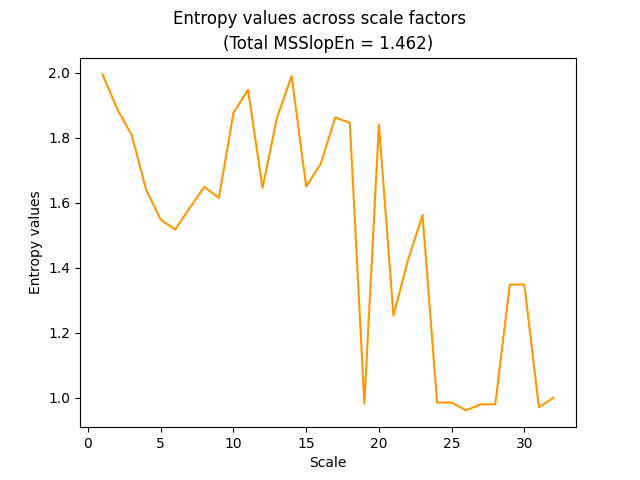 Entropy values across scale factors
(Total MSSlopEn = 1.462)
2.0
1.8
1.6
1.4
1.2
1.0
Entropy values
0 5 10 15 20 25 30
Scale